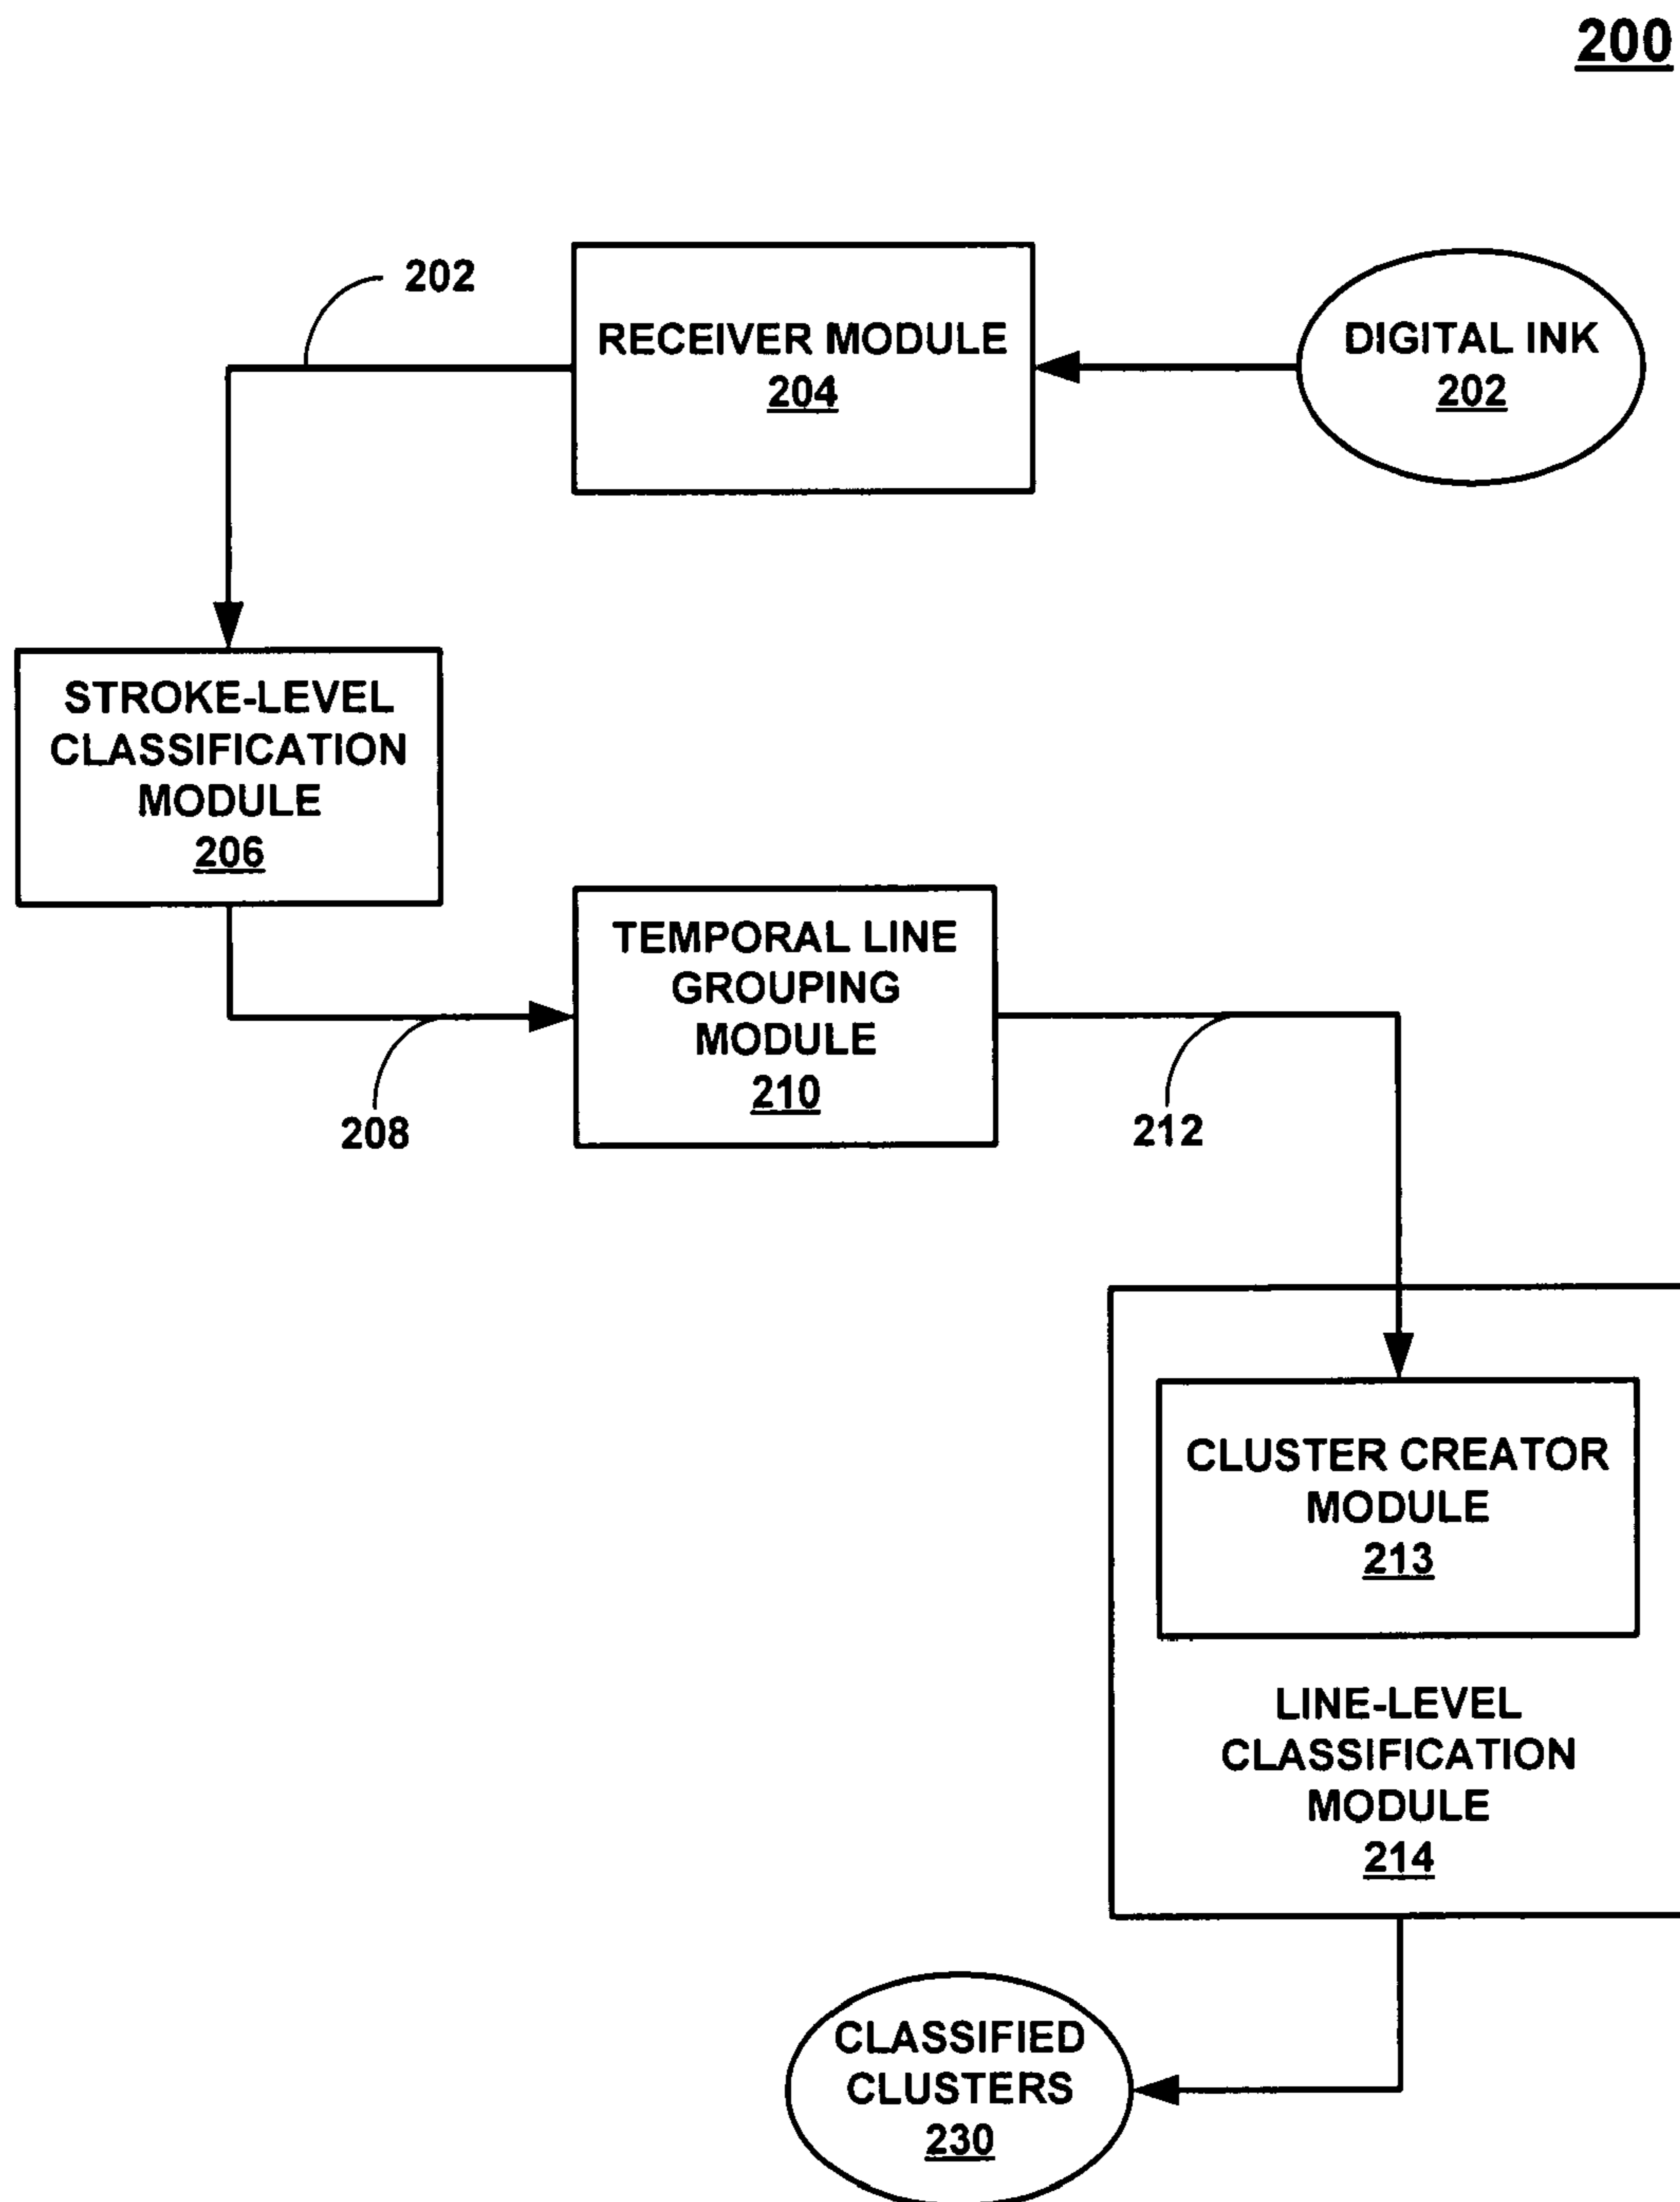 200
202
RECEIVER MODULE
204
DIGITAL INK
202
STROKE-LEVEL
CLASSIFICATION
MODULE
206
TEMPORAL LINE
GROUPING
MODULE
210
208
212
CLUSTER CREATOR
MODULE
213
LINE-LEVEL
CLASSIFICATION
MODULE
214
CLASSIFIED
CLUSTERS
230